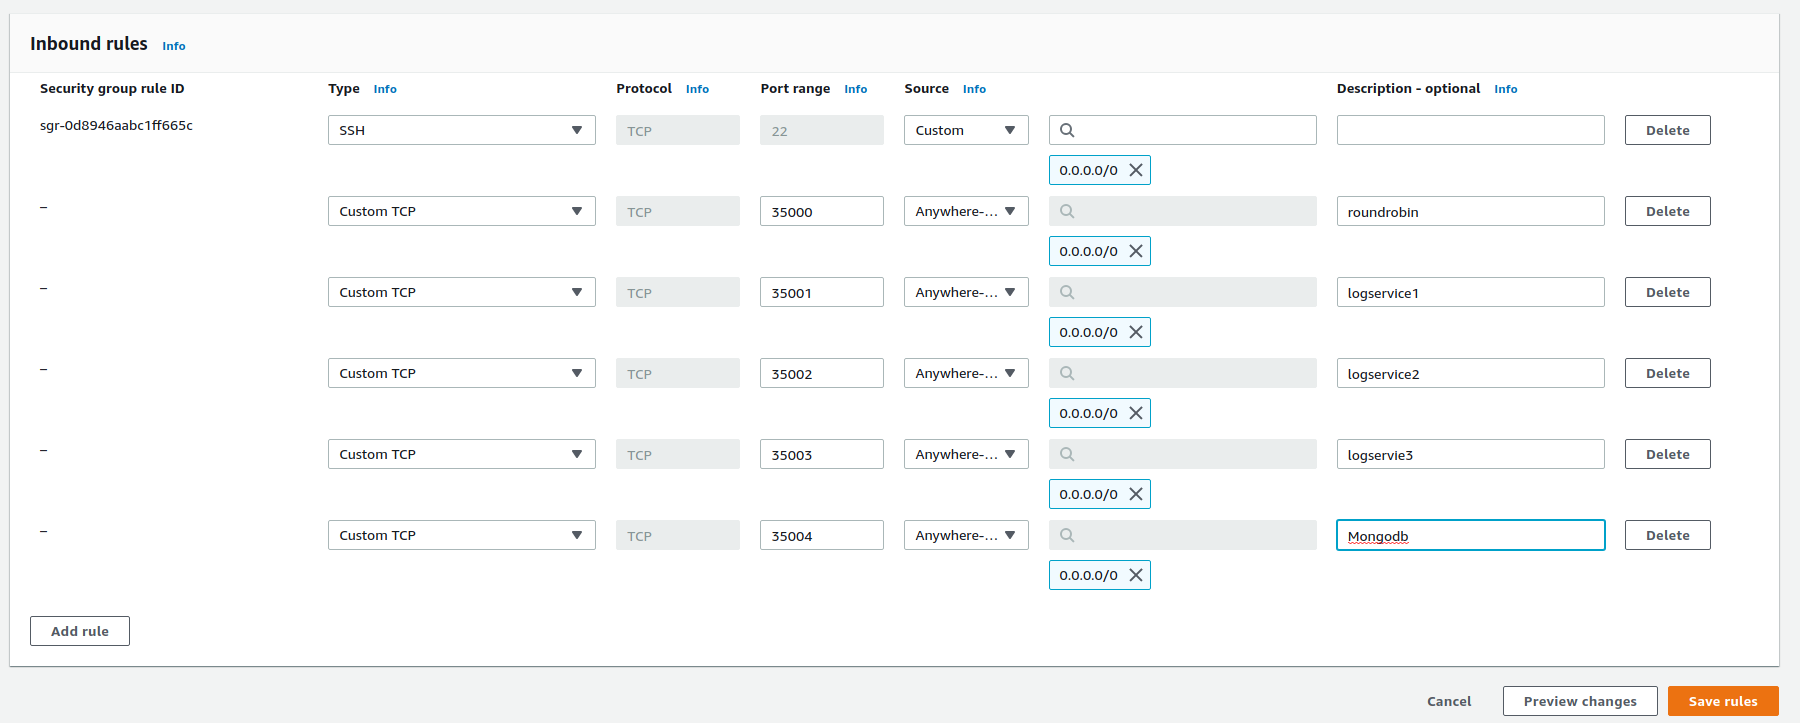 Inbound rules Info
Security group rule ID Type Info Protocol Info Port range Info Source Info Description - optional Info
sgr-0d8946aabc1ff665c SSH TCP 22 Custom Delete
0.0.0.0/0
– Custom TCP TCP 35000 Anywhere-... roundrobin Delete
0.0.0.0/0
– Custom TCP TCP 35001 Anywhere-... logservice1 Delete
0.0.0.0/0
– Custom TCP TCP 35002 Anywhere-... logservice2 Delete
0.0.0.0/0
– Custom TCP TCP 35003 Anywhere-... logservie3 Delete
0.0.0.0/0
– Custom TCP TCP 35004 Anywhere-... Mongodb Delete
0.0.0.0/0
Add rule
Cancel Preview changes Save rules